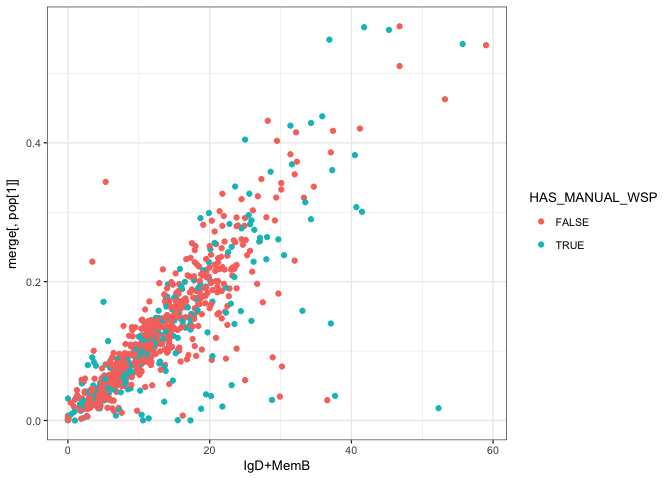 merge[, pop[1]]
0.4
0.2
0.0
0
20
40
60
IgD+MemB
HAS_MANUAL_WSP
FALSE
TRUE